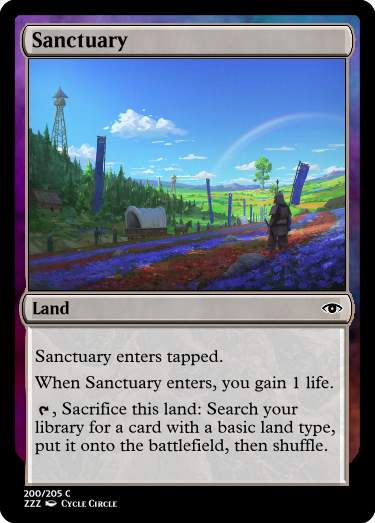 Sanctuary
Land
Sanctuary enters tapped.
When Sanctuary enters, you gain 1 life.
, Sacrifice this land: Search your
library for a card with a basic land type,
put it onto the battlefield, then shuffle.
200/205 C
ZZZ Cycle Circle